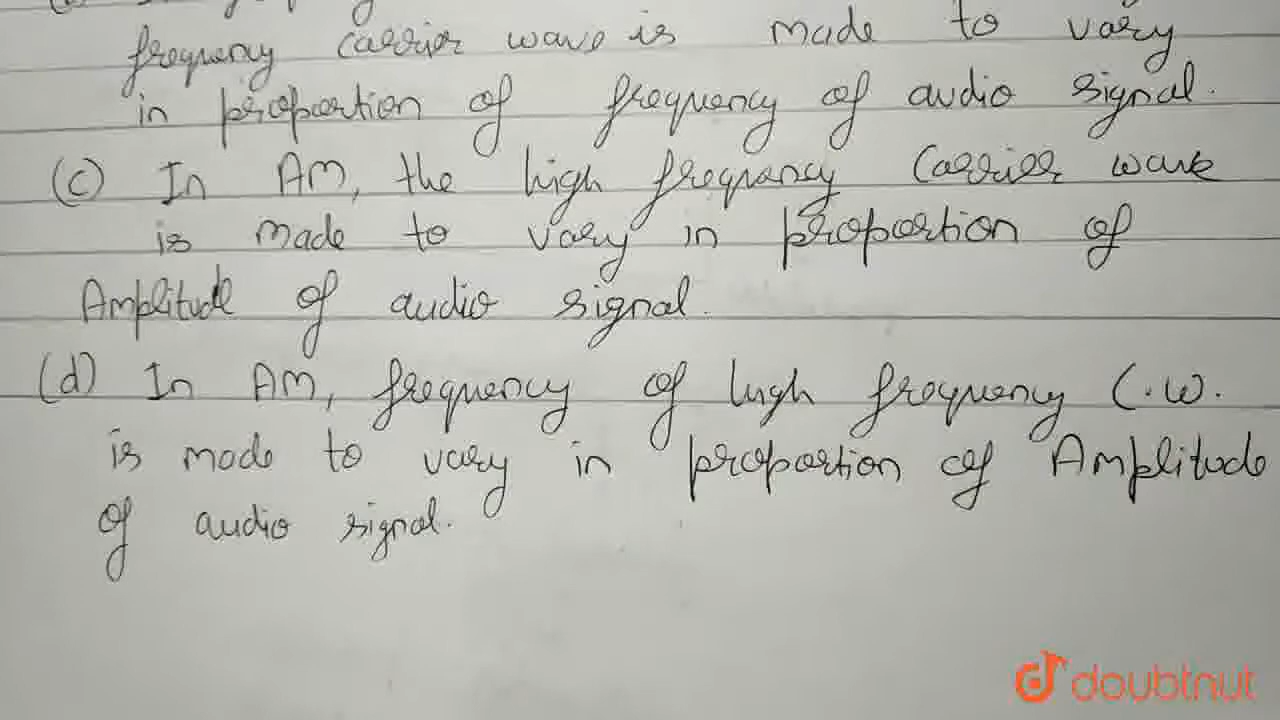 frequency carrier wave is made to vary
in proportion of frequency of audio signal.
(c) In AM, the high frequency Carrier wave
is made to vary in proportion of
Amplitude of audio signal.
(d) In AM, frequency of high frequency C.W.
is made to vary in proportion of Amplitude
of audio signal.
doubtnut